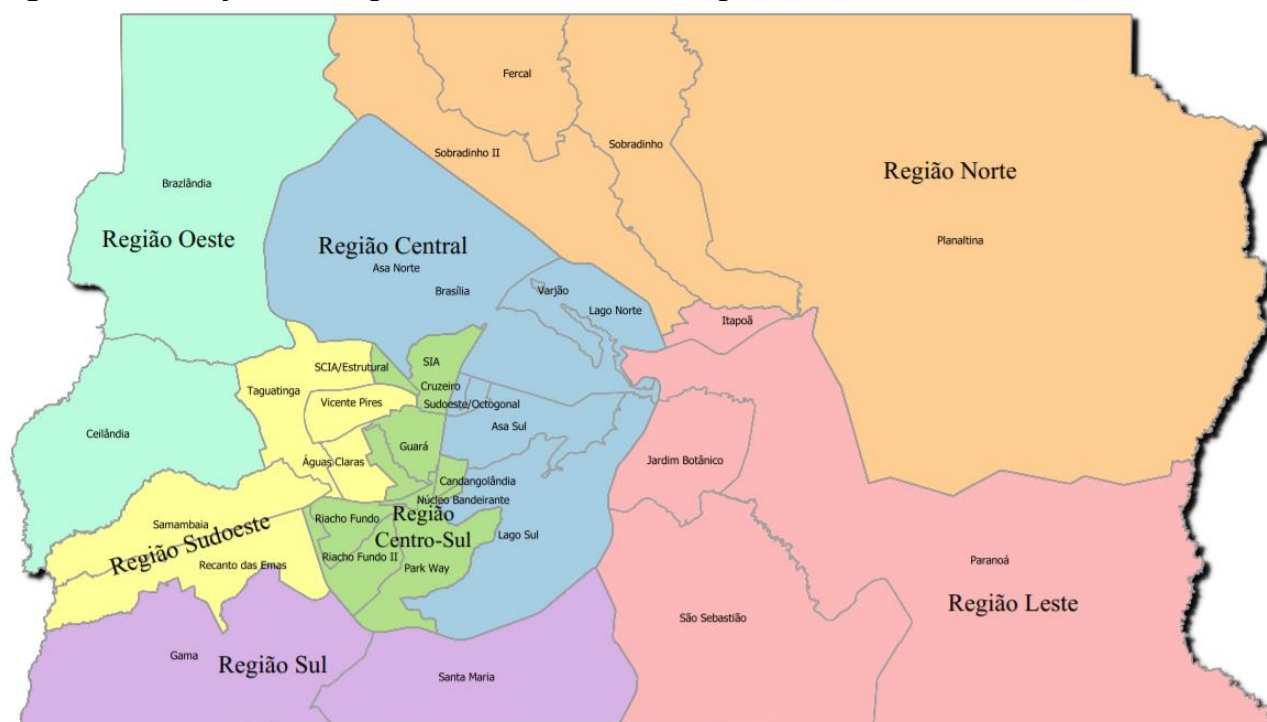 Fercal
Sobradinho II
Sobradinho
Região Norte
Planaltina
Brazlândia
Região Oeste
Região Central
Asa Norte
Brasília
Varjão
Lago Norte
Itapoã
SCIA/Estrutural
SIA
Taguatinga
Cruzeiro
Vicente Pires
Sudoeste/Octogonal
Asa Sul
Ceilândia
Guará
Águas Claras
Jardim Botânico
Candangolândia
Núcleo Bandeirante
Samambaia
Região Sudoeste
Riacho Fundo
Região
Centro-Sul
Lago Sul
Riacho Fundo II
Recanto das Emas
Park Way
Paranoá
Região Leste
São Sebastião
Gama
Região Sul
Santa Maria